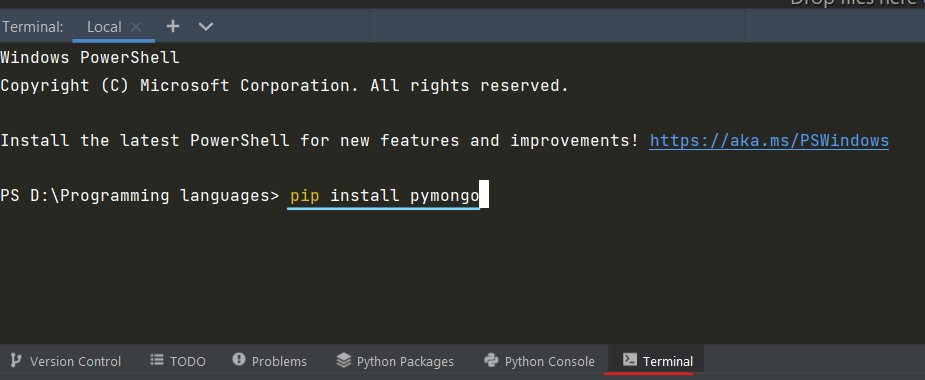 Drop files here
Terminal: Local
Windows PowerShell
Copyright (C) Microsoft Corporation. All rights reserved.
Install the latest PowerShell for new features and improvements! https://aka.ms/PSWindows
PS D:\Programming languages> pip install pymongo
Version Control TODO Problems Python Packages Python Console Terminal